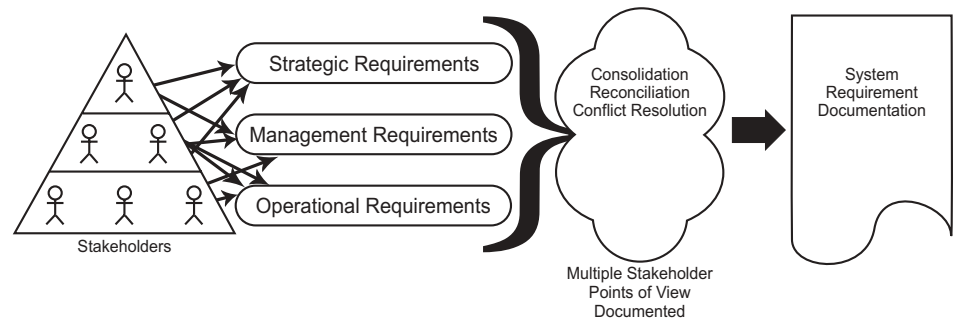 Stakeholders
Strategic Requirements
Management Requirements
Operational Requirements
Consolidation
Reconciliation
Conflict Resolution
Multiple Stakeholder
Points of View
Documented
System
Requirement
Documentation